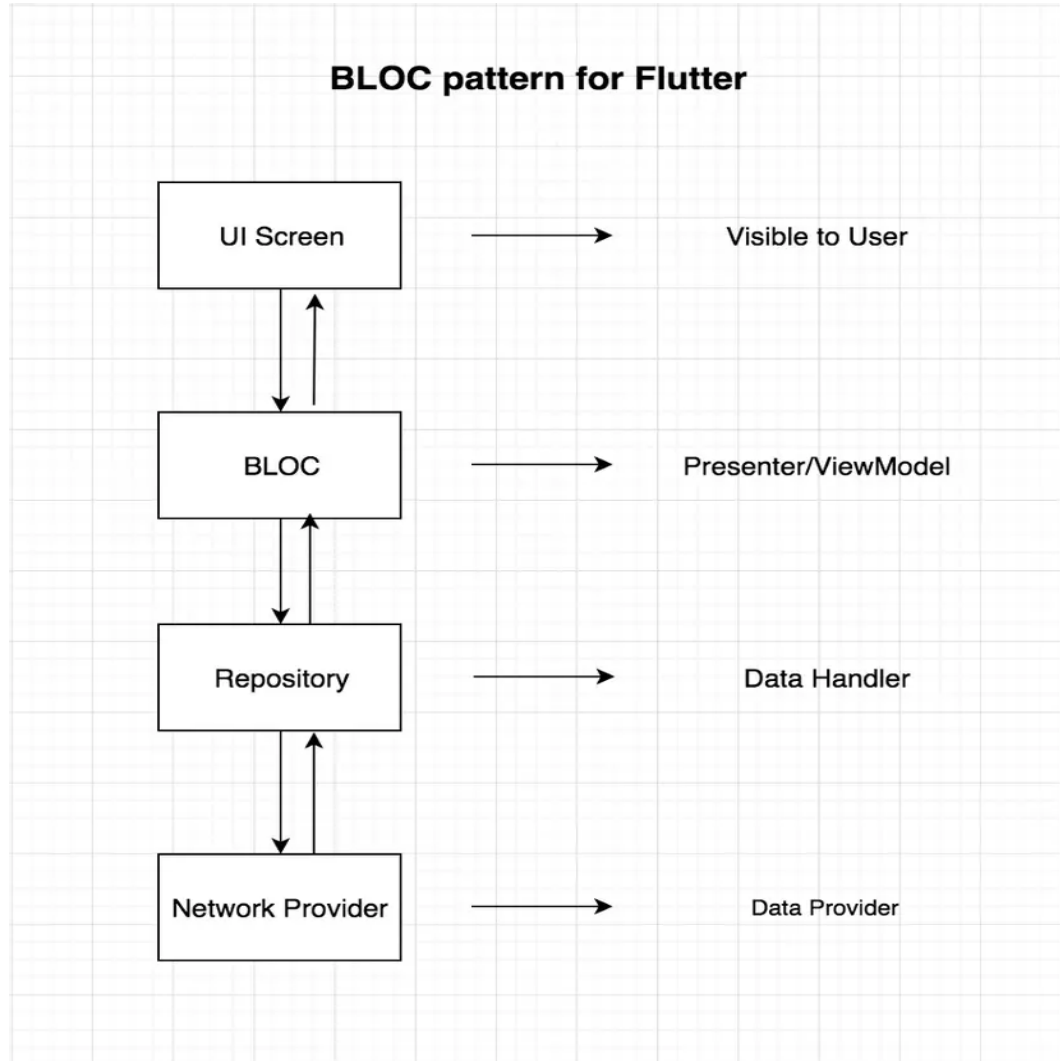 BLOC pattern for Flutter
UI Screen
Visible to User
BLOC
Presenter/ViewModel
Repository
Data Handler
Network Provider
Data Provider